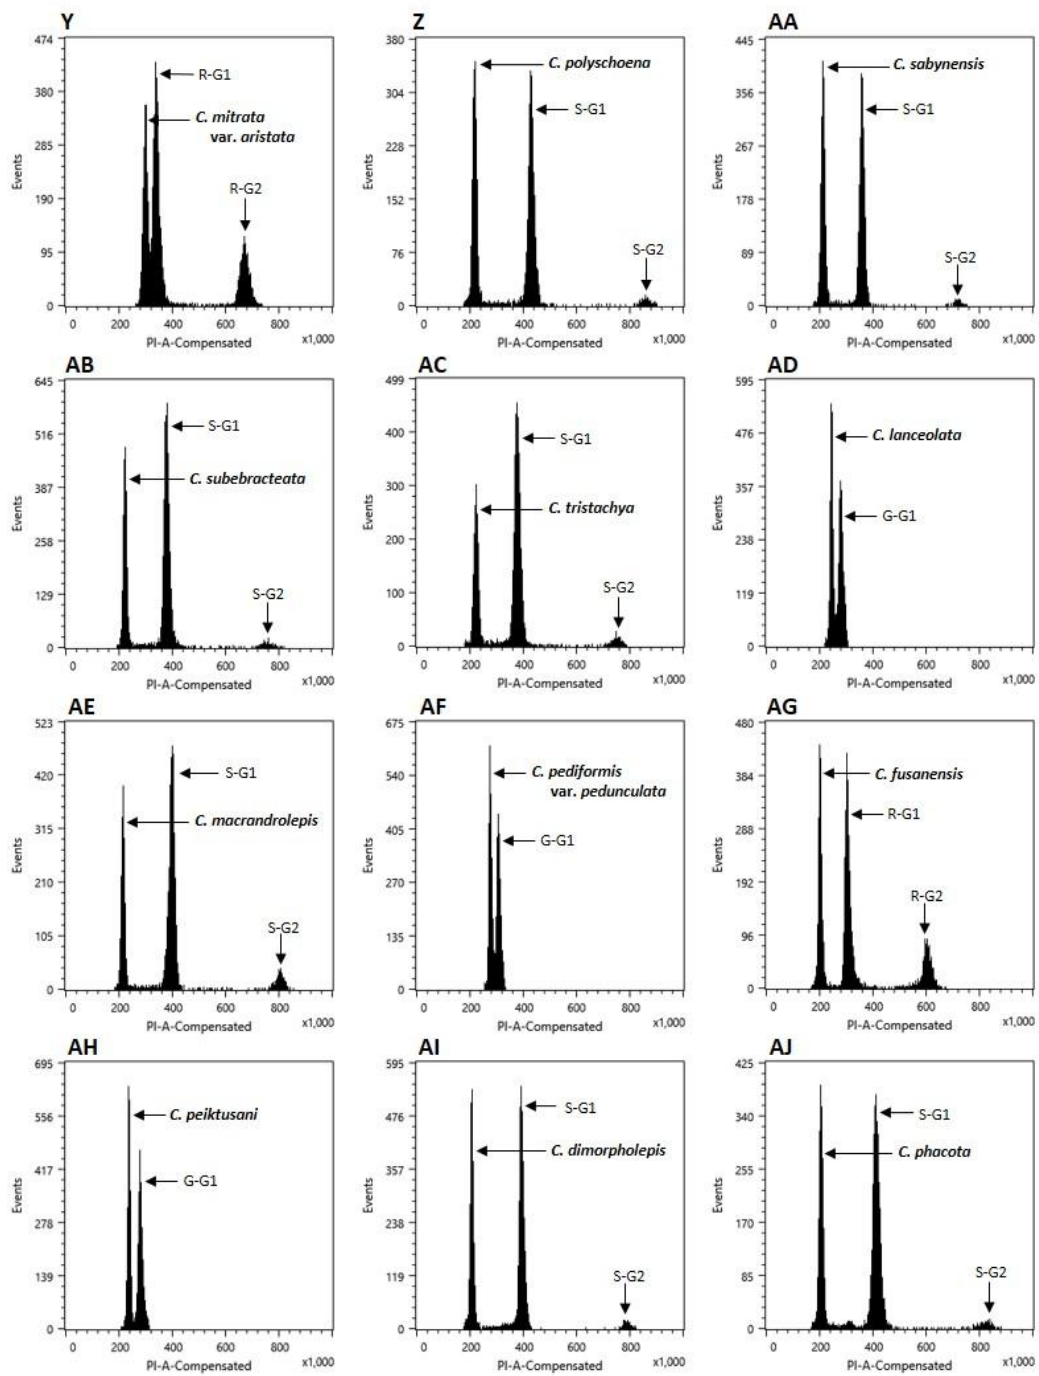 Y
474
380
285
190
95
0
Events
R-G1
C. mitrata
var. aristata
R-G2
0 200 400 600 800
x1,000
PI-A-Compensated
Z
380
304
228
152
76
0
Events
C. polyschoena
S-G1
S-G2
0 200 400 600 800
x1,000
PI-A-Compensated
AA
445
356
267
178
89
0
Events
C. sabynensis
S-G1
S-G2
0 200 400 600 800
x1,000
PI-A-Compensated
AB
645
516
387
258
129
0
Events
S-G1
C. subebracteata
S-G2
0 200 400 600 800
x1,000
PI-A-Compensated
AC
499
400
300
200
100
0
Events
S-G1
C. tristachya
S-G2
0 200 400 600 800
x1,000
PI-A-Compensated
AD
595
476
357
238
119
0
Events
C. lanceolata
G-G1
0 200 400 600 800
x1,000
PI-A-Compensated
AE
523
420
315
210
105
0
Events
S-G1
C. macrandrolepis
S-G2
0 200 400 600 800
x1,000
PI-A-Compensated
AF
675
540
405
270
135
0
Events
C. pediformis
var. pedunculata
G-G1
0 200 400 600 800
x1,000
PI-A-Compensated
AG
480
384
288
192
96
0
Events
C. fusanensis
R-G1
R-G2
0 200 400 600 800
x1,000
PI-A-Compensated
AH
695
556
417
278
139
0
Events
C. peiktusani
G-G1
0 200 400 600 800
x1,000
PI-A-Compensated
AI
595
476
357
238
119
0
Events
S-G1
C. dimorpholepis
S-G2
0 200 400 600 800
x1,000
PI-A-Compensated
AJ
425
340
255
170
85
0
Events
S-G1
C. phacota
S-G2
0 200 400 600 800
x1,000
PI-A-Compensated